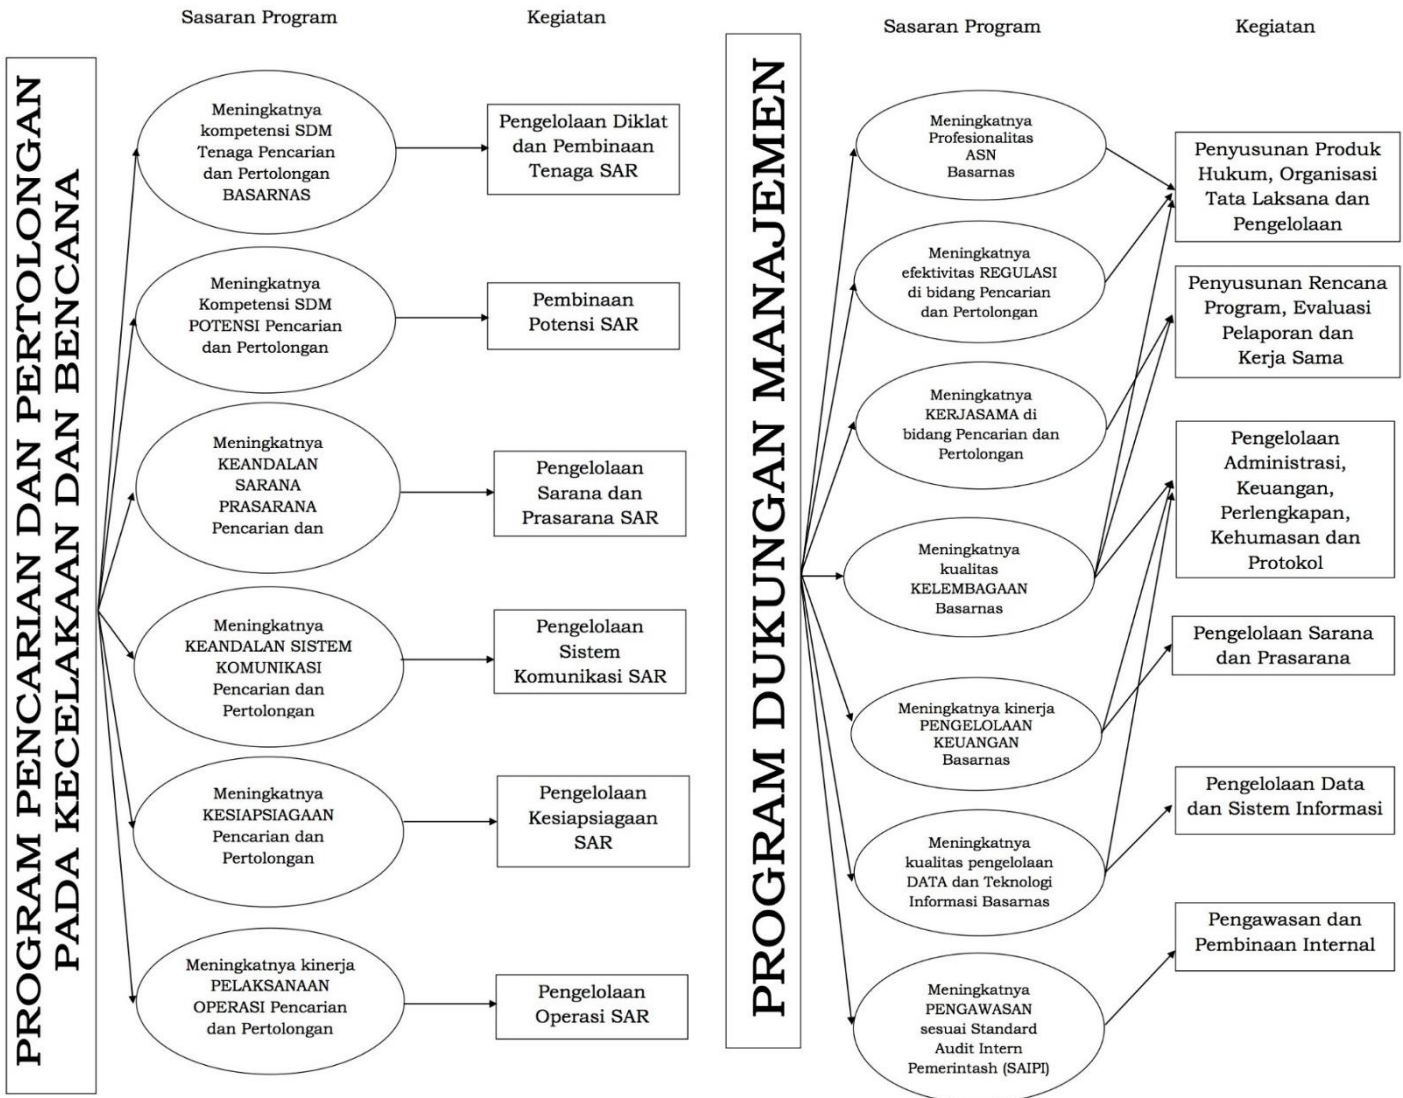 Sasaran Program
Kegiatan
PROGRAM PENCARIAN DAN PERTOLONGAN
PADA KECELAKAAN DAN BENCANA
Meningkatnya
kompetensi SDM
Tenaga Pencarian
dan Pertolongan
BASARNAS
Pengelolaan Diklat
dan Pembinaan
Tenaga SAR
Meningkatnya
Kompetensi SDM
POTENSI Pencarian
dan Pertolongan
Pembinaan
Potensi SAR
Meningkatnya
KEANDALAN
SARANA
PRASARANA
Pencarian dan
Pengelolaan
Sarana dan
Prasarana SAR
Meningkatnya
KEANDALAN SISTEM
KOMUNIKASI
Pencarian dan
Pertolongan
Pengelolaan
Sistem
Komunikasi SAR
Meningkatnya
KESIAPSIAGAAN
Pencarian dan
Pertolongan
Pengelolaan
Kesiapsiagaan
SAR
Meningkatnya kinerja
PELAKSANAAN
OPERASI Pencarian
dan Pertolongan
Pengelolaan
Operasi SAR
Sasaran Program
Kegiatan
PROGRAM DUKUNGAN MANAJEMEN
Meningkatnya
Profesionalitas
ASN
Basarnas
Meningkatnya
efektivitas REGULASI
di bidang Pencarian
dan Pertolongan
Meningkatnya
KERJASAMA di
bidang Pencarian dan
Pertolongan
Meningkatnya
kualitas
KELEMBAGAAN
Basarnas
Meningkatnya kinerja
PENGELOLAAN
KEUANGAN
Basarnas
Meningkatnya
kualitas pengelolaan
DATA dan Teknologi
Informasi Basarnas
Meningkatnya
PENGAWASAN
sesuai Standard
Audit Intern
Pemerintash (SAIPI)
Penyusunan Produk
Hukum, Organisasi
Tata Laksana dan
Pengelolaan
Penyusunan Rencana
Program, Evaluasi
Pelaporan dan
Kerja Sama
Pengelolaan
Administrasi,
Keuangan,
Perlengkapan,
Kehumasan dan
Protokol
Pengelolaan Sarana
dan Prasarana
Pengelolaan Data
dan Sistem Informasi
Pengawasan dan
Pembinaan Internal